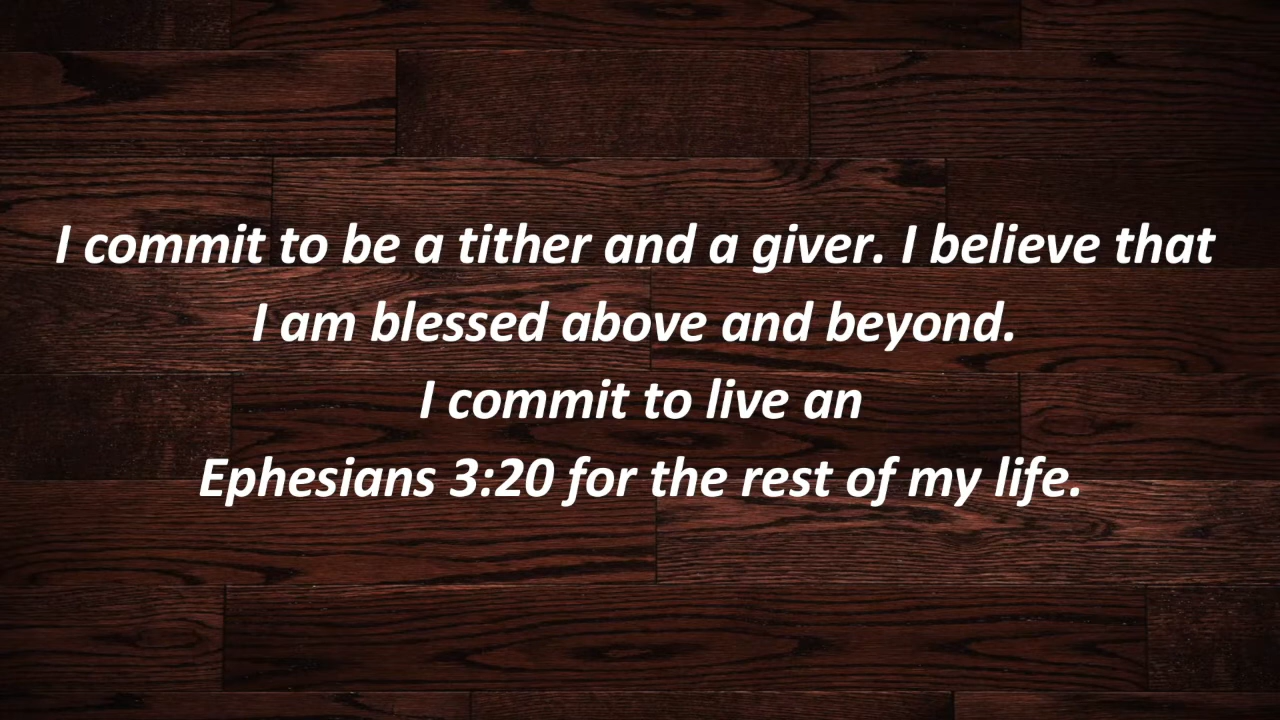 I commit to be a tither and a giver. I believe that
I am blessed above and beyond.
I commit to live an
Ephesians 3:20 for the rest of my life.